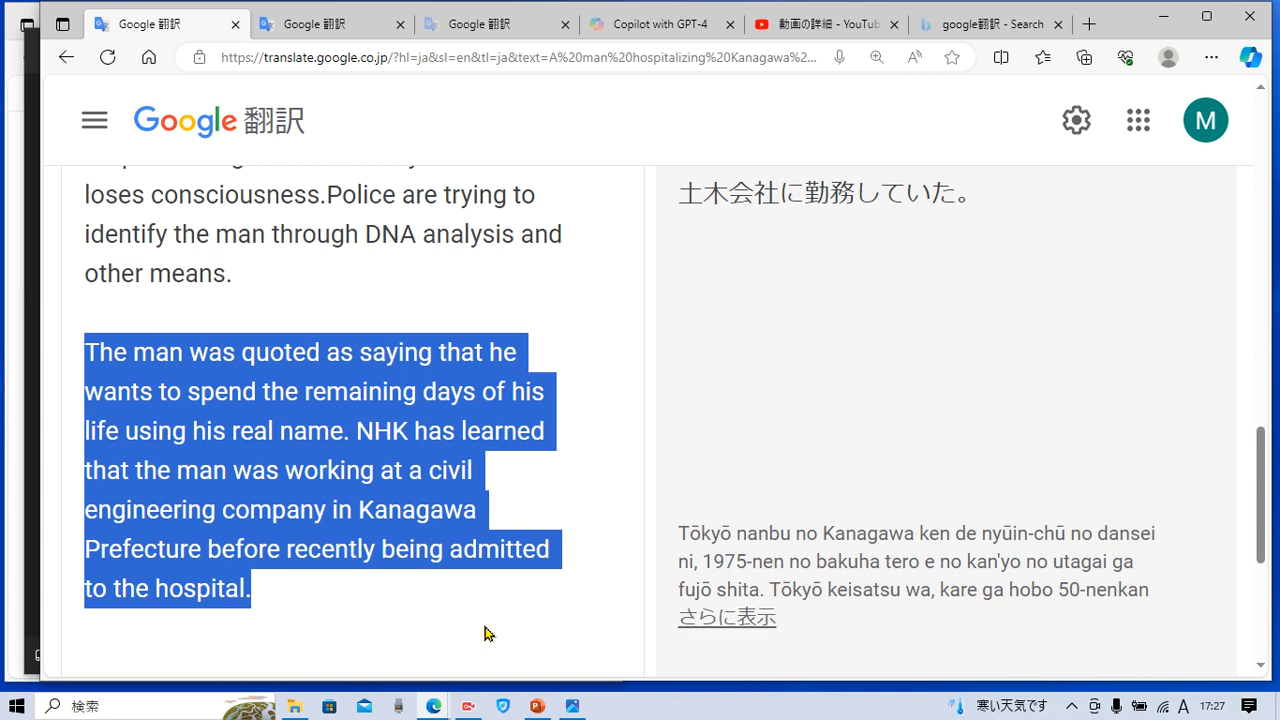 Google 翻訳
Google 翻訳
Google 翻訳
Copilot with GPT-4
動画の詳細 - YouTub
google翻訳 - Search
https://translate.google.co.jp/?hl=ja&sl=en&tl=ja&text=A%20man%20hospitalizing%20Kanagawa%2...
Google 翻訳
M
loses consciousness.Police are trying to
identify the man through DNA analysis and
other means.
The man was quoted as saying that he
wants to spend the remaining days of his
life using his real name. NHK has learned
that the man was working at a civil
engineering company in Kanagawa
Prefecture before recently being admitted
to the hospital.
土木会社に勤務していた。
Tōkyō nanbu no Kanagawa ken de nyūin-chū no dansei
ni, 1975-nen no bakuha tero e no kan'yo no utagai ga
fujō shita. Tōkyō keisatsu wa, kare ga hobo 50-nenkan
さらに表示
検索
寒い天気です
A
17:27